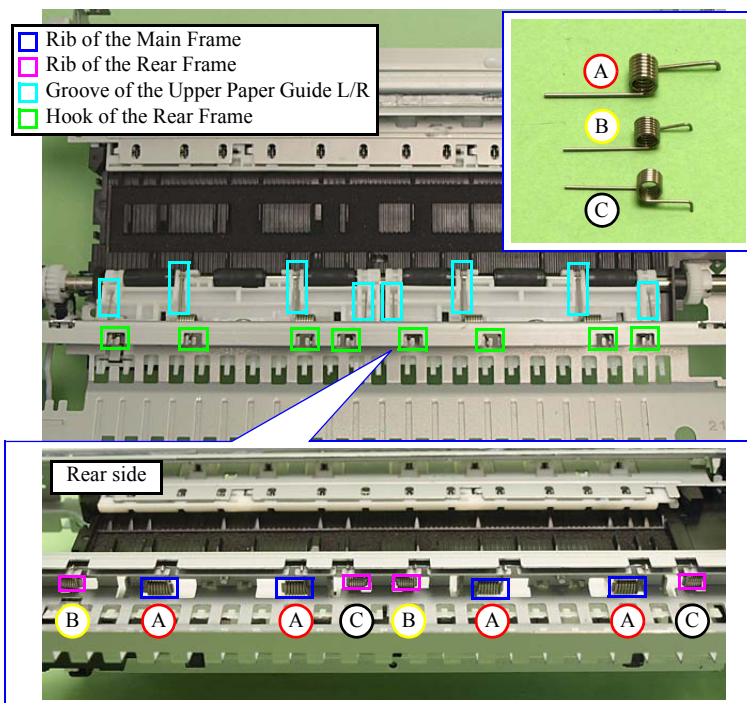 Rib of the Main Frame
Rib of the Rear Frame
Groove of the Upper Paper Guide L/R
Hook of the Rear Frame
A
B
C
21
Rear side
B A A C B A A C